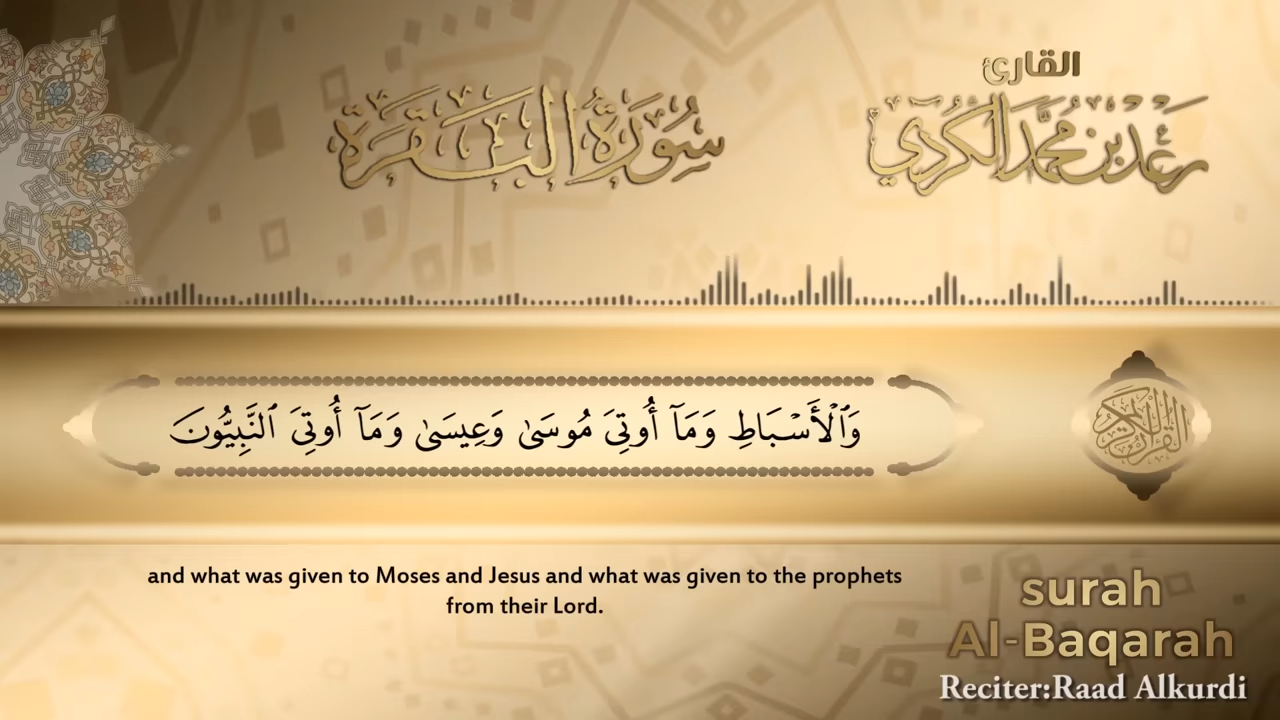 القارئ
سُورَةُ البَقَرَة
رعد بن محمد الكردي
وَٱلْأَسْبَاطِ وَمَآ أُوتِىَ مُوسَىٰ وَعِيسَىٰ وَمَآ أُوتِىَ ٱلنَّبِيُّونَ
القرآن الكريم
and what was given to Moses and Jesus and what was given to the prophets
from their Lord.
surah
Al-Baqarah
Reciter:Raad Alkurdi